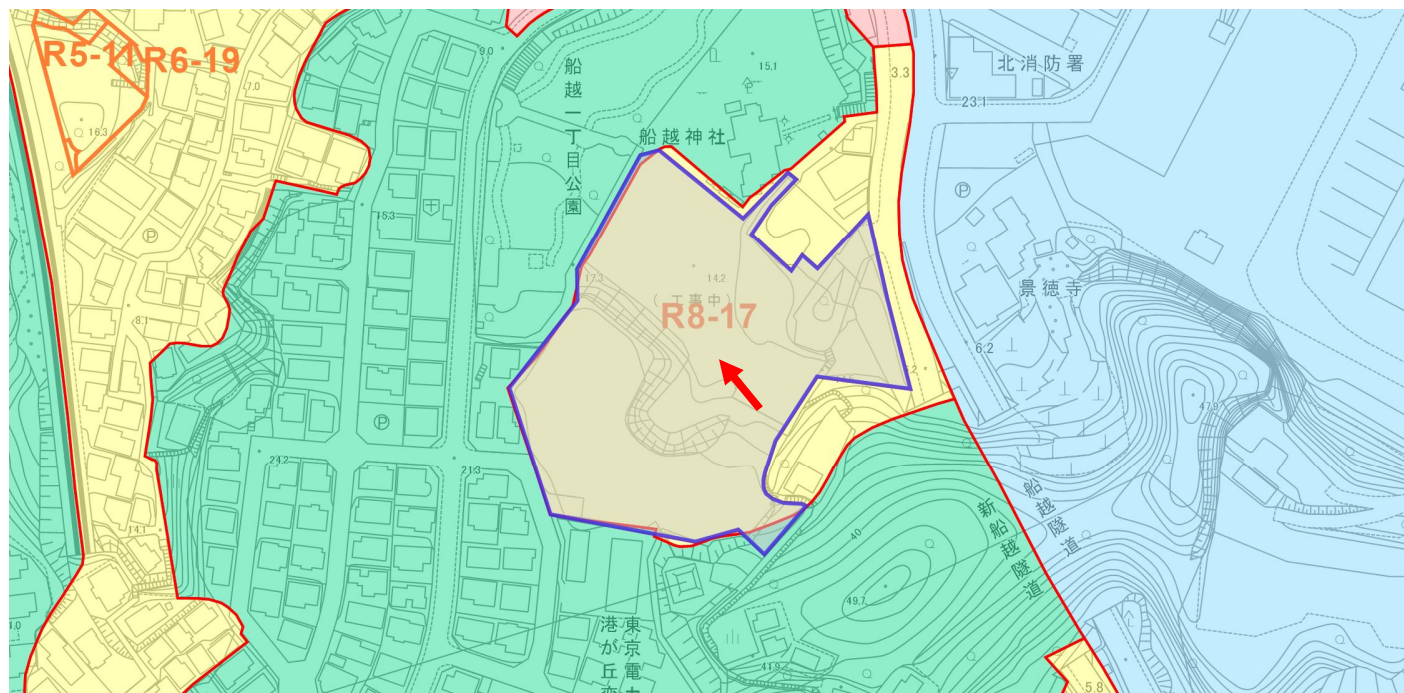 R5-11
R6-19
9.0
船越一丁目公園
15.1
3.3
北消防署
23.1
7.0
16.3
船越神社
15.3
17.3
14.2
(工事中)
R8-17
景徳寺
8.1
6.2
47.9
24.2
21.3
14.1
船越隧道
新船越隧道
40
49.7
東京電力
港が丘変
41.9
5.8